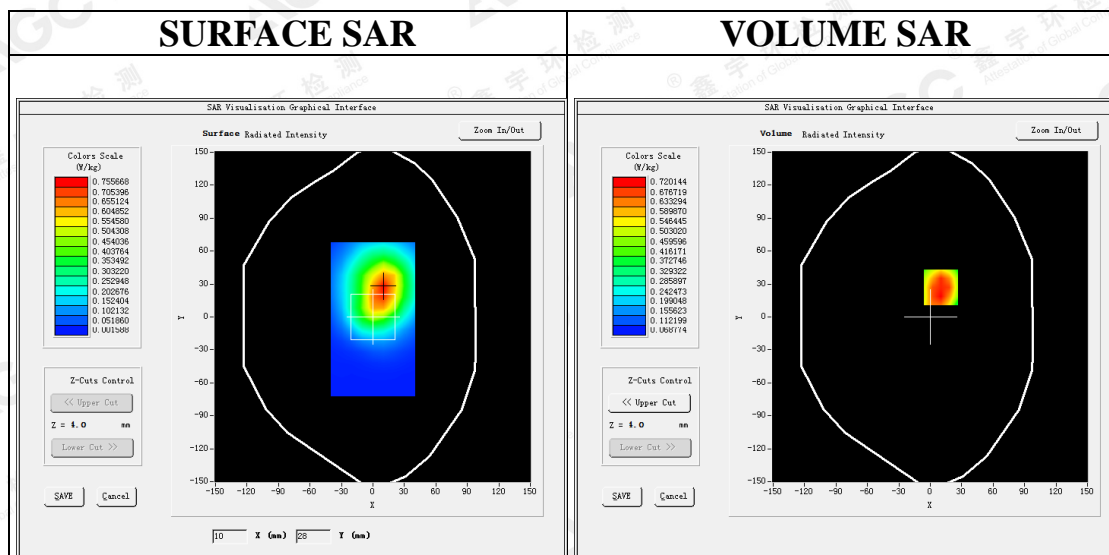 SURFACE SAR
VOLUME SAR
SAR Visualisation Graphical Interface
Surface Radiated Intensity
Zoom In/Out
Colors Scale
(W/kg)
0.755668
0.705396
0.655124
0.604852
0.554580
0.504308
0.454036
0.403764
0.353492
0.303220
0.252948
0.202676
0.152404
0.102132
0.051860
0.001588
150
120
90
60
30
0
-30
-60
-90
-120
-150
Y
-150 -120 -90 -60 -30 0 30 60 90 120 150
X
Z-Cuts Control
<< Upper Cut
Z = 4.0 mm
Lower Cut >>
SAVE Cancel
10 X (mm) 28 Y (mm)
SAR Visualisation Graphical Interface
Volume Radiated Intensity
Zoom In/Out
Colors Scale
(W/kg)
0.720144
0.676719
0.633294
0.589870
0.546445
0.503020
0.459596
0.416171
0.372746
0.329322
0.285897
0.242473
0.199048
0.155623
0.112199
0.068774
150
120
90
60
30
0
-30
-60
-90
-120
-150
Y
-150 -120 -90 -60 -30 0 30 60 90 120 150
X
Z-Cuts Control
<< Upper Cut
Z = 4.0 mm
Lower Cut >>
SAVE Cancel